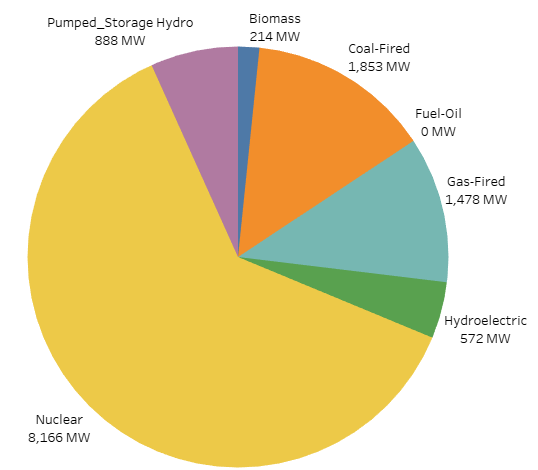 Pumped_Storage Hydro
888 MW
Biomass
214 MW
Coal-Fired
1,853 MW
Fuel-Oil
0 MW
Gas-Fired
1,478 MW
Hydroelectric
572 MW
Nuclear
8,166 MW